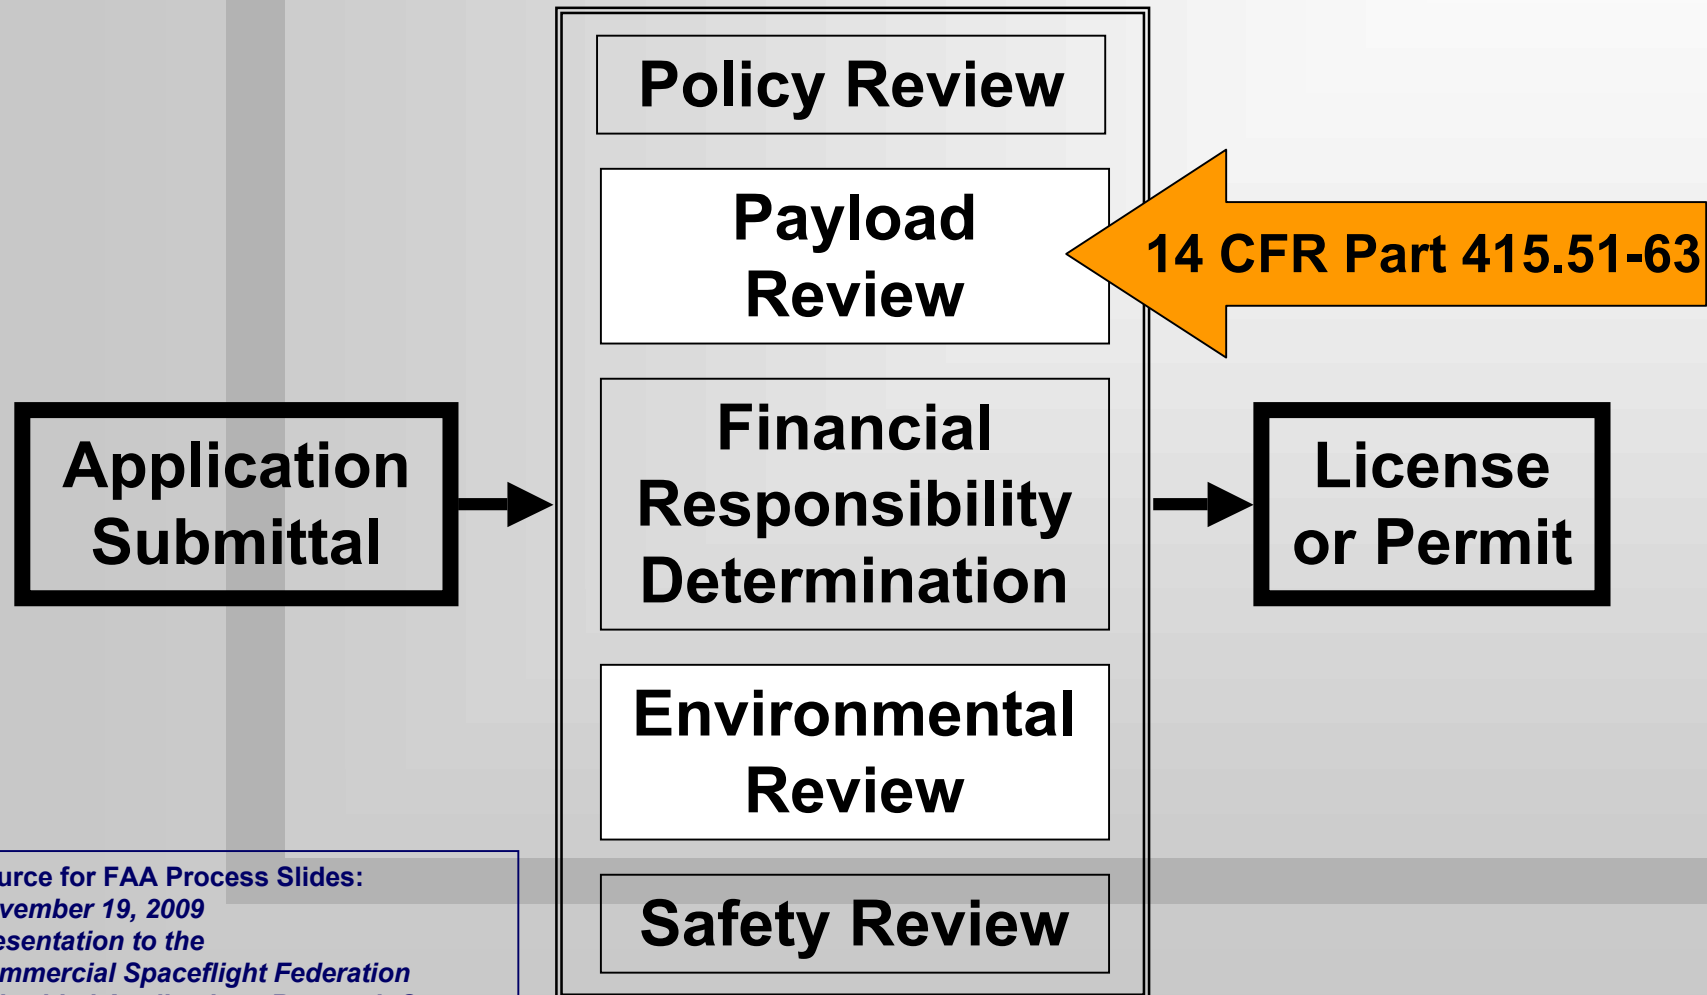 Policy Review
Payload
Review
14 CFR Part 415.51-63
Financial
Responsibility
Determination
Application
Submittal
License
or Permit
Environmental
Review
Safety Review
urce for FAA Process Slides:
vember 19, 2009
esentation to the
mmercial Spaceflight Federation